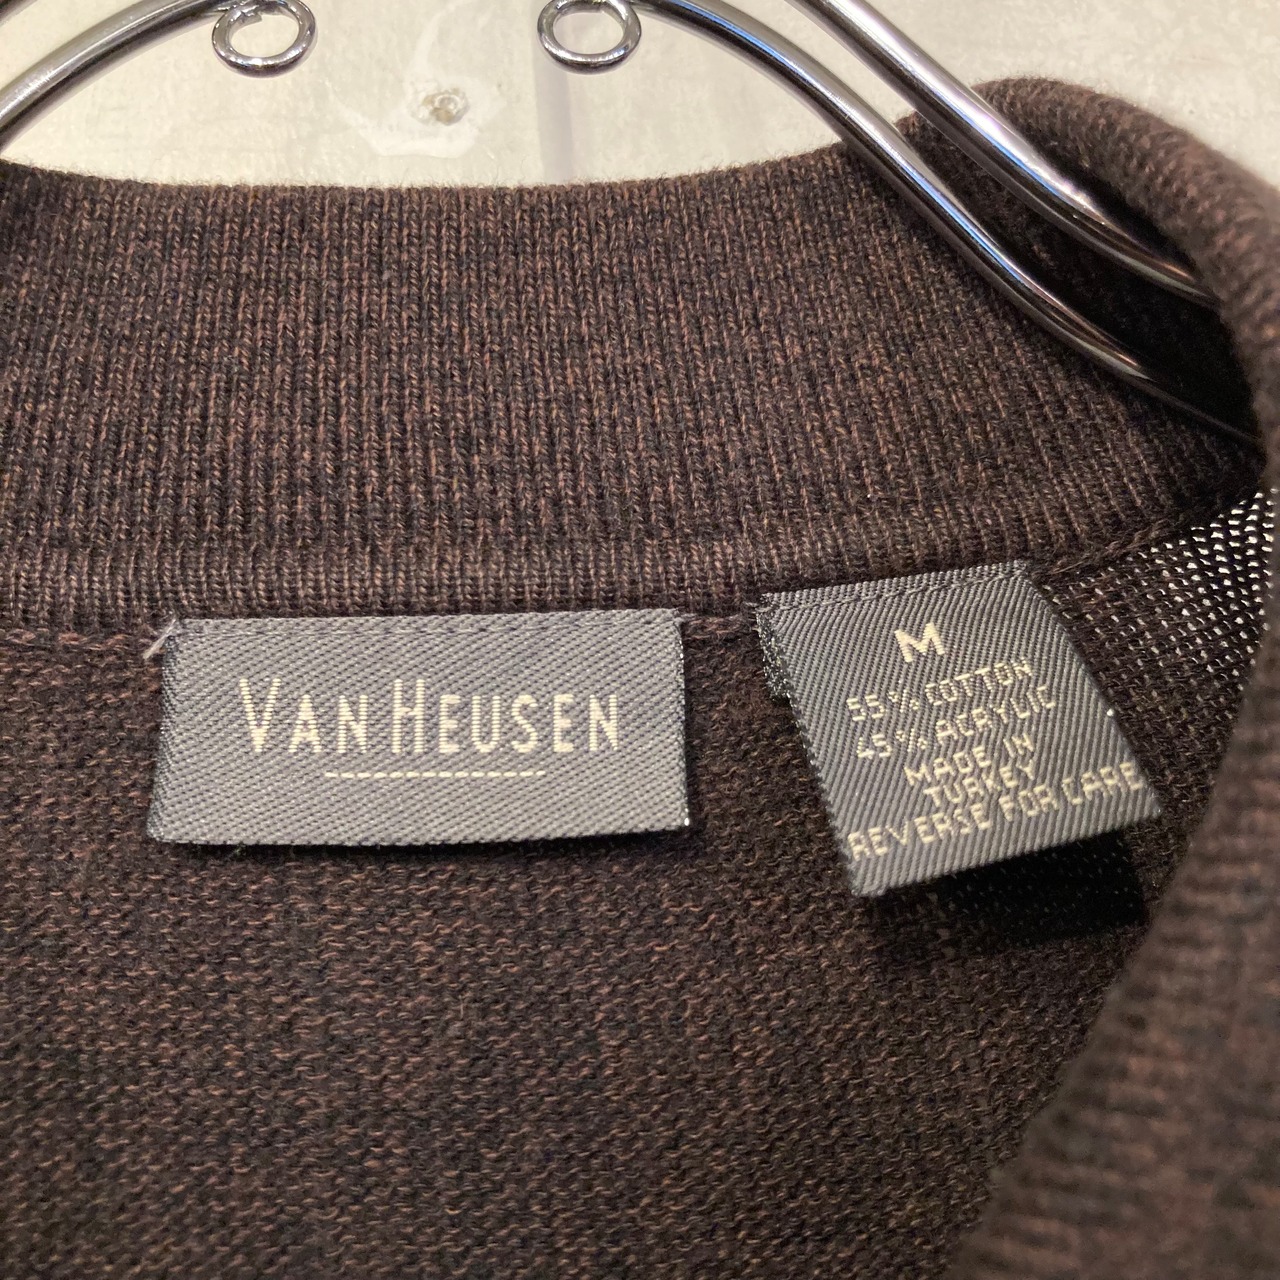 VAN HEUSEN
M
55% COTTON
45% ACRYLIC
MADE IN
TURKEY
REVERSE FOR CARE